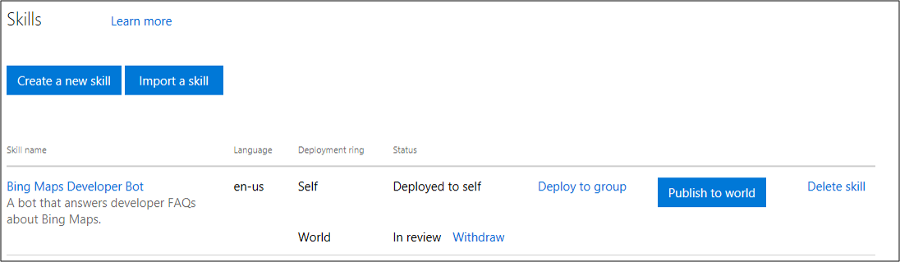 Skills Learn more
Create a new skill Import a skill
Skill name Language Deployment ring Status
Bing Maps Developer Bot en-us Self Deployed to self Deploy to group Publish to world Delete skill
A bot that answers developer FAQs
about Bing Maps.
World In review Withdraw